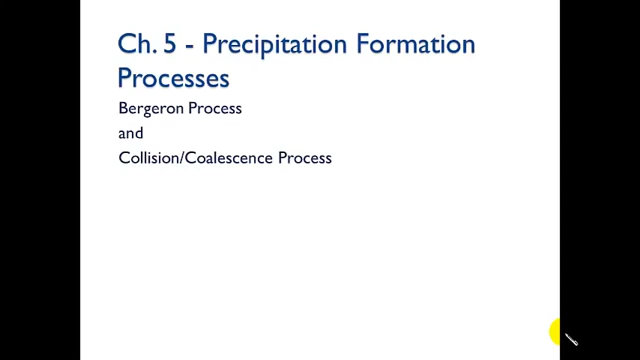 Ch. 5 - Precipitation Formation
Processes
Bergeron Process
and
Collision/Coalescence Process